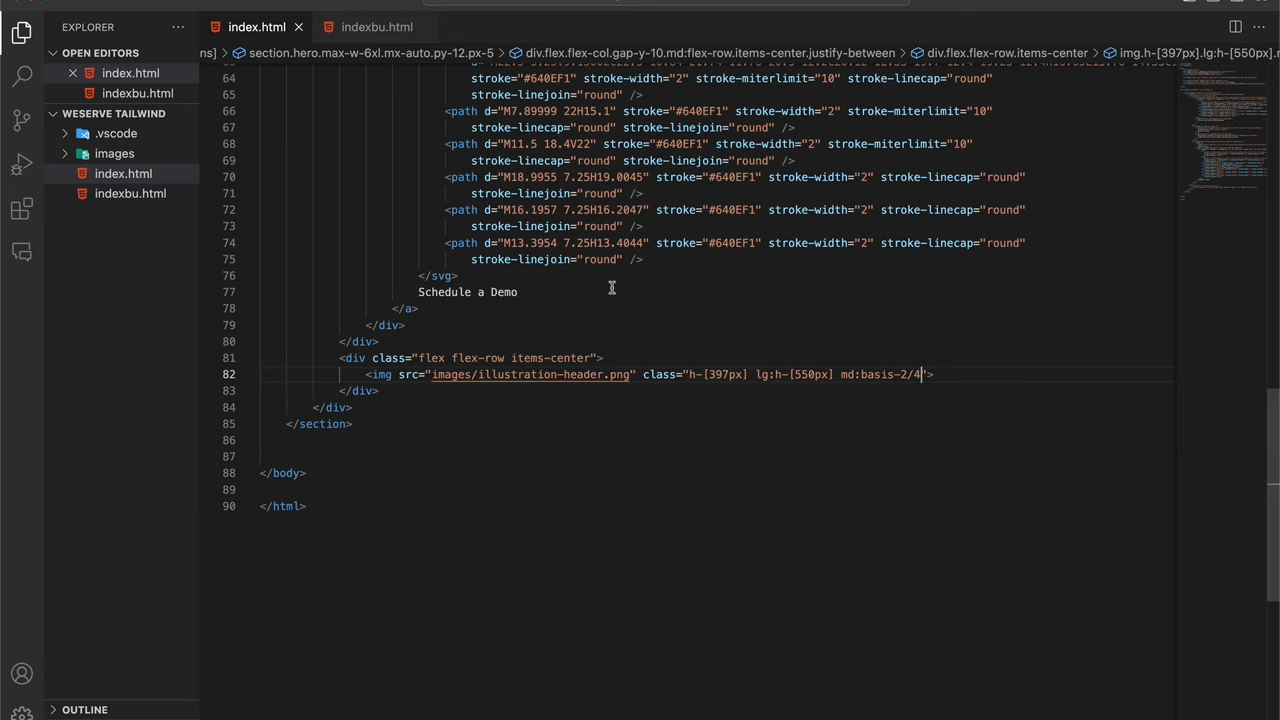 EXPLORER
index.html
indexbu.html
OPEN EDITORS
index.html
indexbu.html
WESERVE TAILWIND
.vscode
images
index.html
indexbu.html
OUTLINE
ns] > section.hero.max-w-6xl.mx-auto.py-12.px-5 > div.flex.flex-col.gap-y-10.md:flex-row.items-center.justify-between > div.flex.flex-row.items-center > img.h-[397px].lg:h-[550px].m
64 stroke="#640EF1" stroke-width="2" stroke-miterlimit="10" stroke-linecap="round"
65 stroke-linejoin="round" />
66 <path d="M7.9 22H15.1" stroke="#640EF1" stroke-width="2" stroke-miterlimit="10"
67 stroke-linecap="round" stroke-linejoin="round" />
68 <path d="M11.5 18.4V22" stroke="#640EF1" stroke-width="2" stroke-miterlimit="10"
69 stroke-linecap="round" stroke-linejoin="round" />
70 <path d="M18.9955 7.25H19.0045" stroke="#640EF1" stroke-width="2" stroke-linecap="round"
71 stroke-linejoin="round" />
72 <path d="M16.1957 7.25H16.2047" stroke="#640EF1" stroke-width="2" stroke-linecap="round"
73 stroke-linejoin="round" />
74 <path d="M13.3954 7.25H13.4044" stroke="#640EF1" stroke-width="2" stroke-linecap="round"
75 stroke-linejoin="round" />
76 </svg>
77 Schedule a Demo
78 </a>
79 </div>
80 </div>
81 <div class="flex flex-row items-center">
82 <img src="images/illustration-header.png" class="h-[397px] lg:h-[550px] md:basis-2/4">
83 </div>
84 </div>
85 </section>
86
87
88 </body>
89
90 </html>